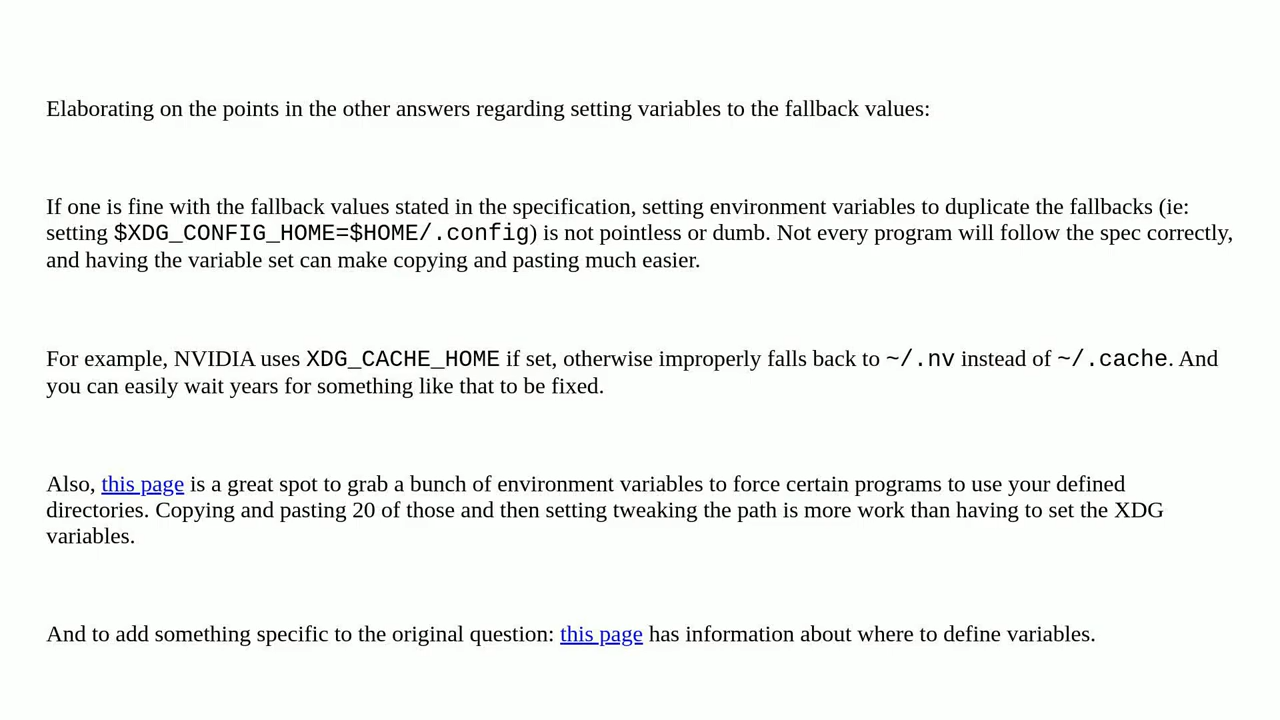 Elaborating on the points in the other answers regarding setting variables to the fallback values:
If one is fine with the fallback values stated in the specification, setting environment variables to duplicate the fallbacks (ie:
setting $XDG_CONFIG_HOME=$HOME/.config) is not pointless or dumb. Not every program will follow the spec correctly,
and having the variable set can make copying and pasting much easier.
For example, NVIDIA uses XDG_CACHE_HOME if set, otherwise improperly falls back to ~/.nv instead of ~/.cache. And
you can easily wait years for something like that to be fixed.
Also, this page is a great spot to grab a bunch of environment variables to force certain programs to use your defined
directories. Copying and pasting 20 of those and then setting tweaking the path is more work than having to set the XDG
variables.
And to add something specific to the original question: this page has information about where to define variables.